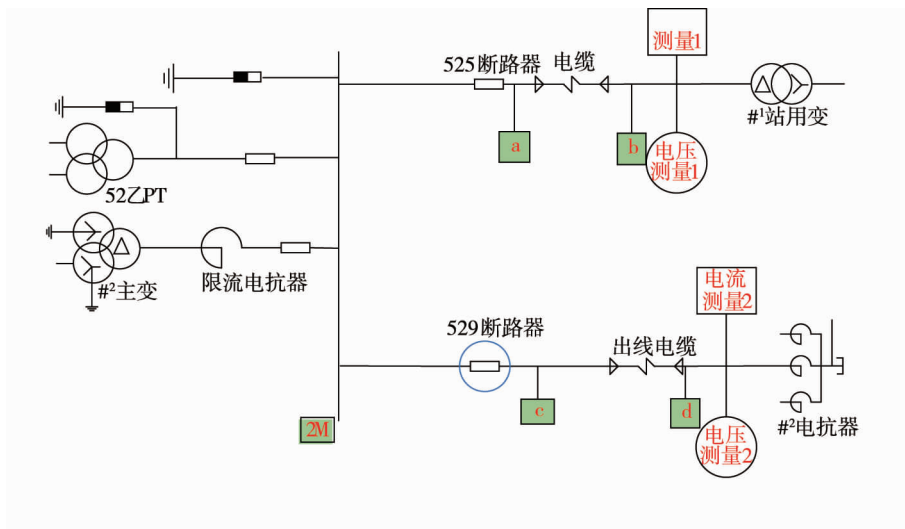 测量1
525断路器
电缆
#1站用变
a
b
电压
测量1
52乙PT
限流电抗器
#2主变
电流
测量2
529断路器
出线电缆
c
d
2M
电压
测量2
#2电抗器